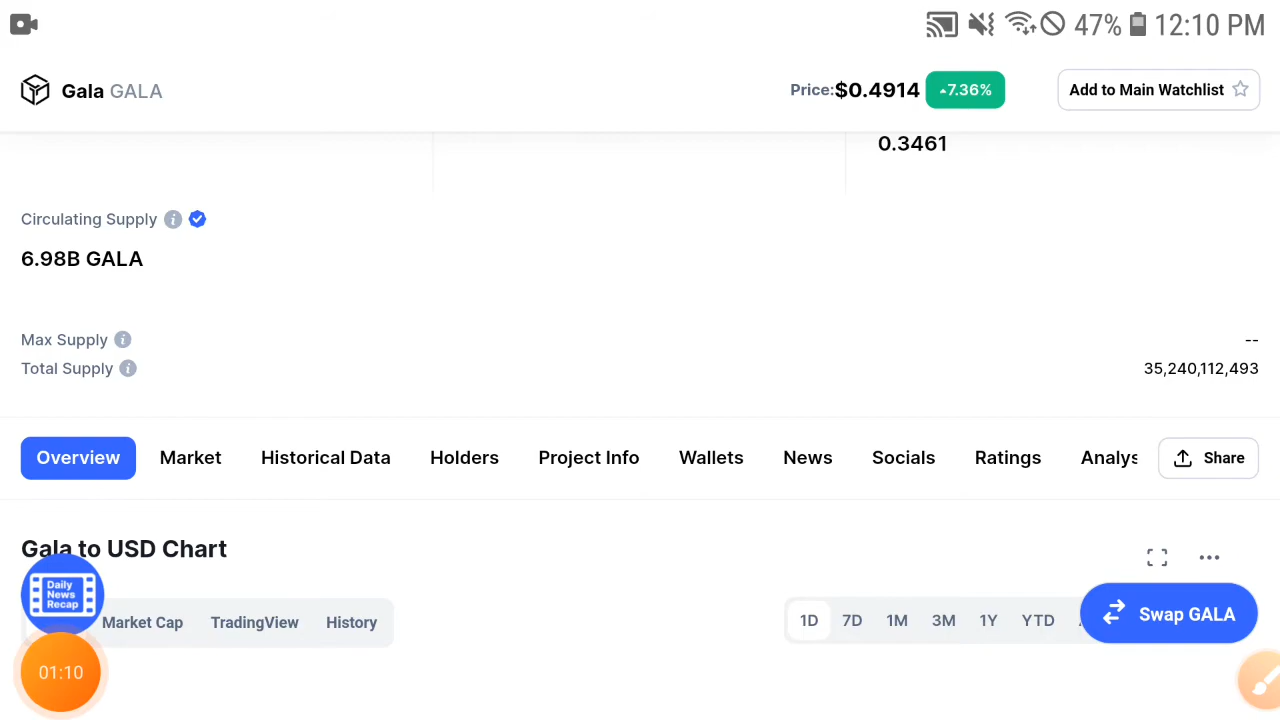 47% 12:10 PM
Gala GALA
Price:$0.4914 7.36%
Add to Main Watchlist
0.3461
Circulating Supply
6.98B GALA
Max Supply --
Total Supply 35,240,112,493
Overview Market Historical Data Holders Project Info Wallets News Socials Ratings Analys Share
Gala to USD Chart
Daily
News
Recap
Market Cap TradingView History
1D 7D 1M 3M 1Y YTD
Swap GALA
01:10